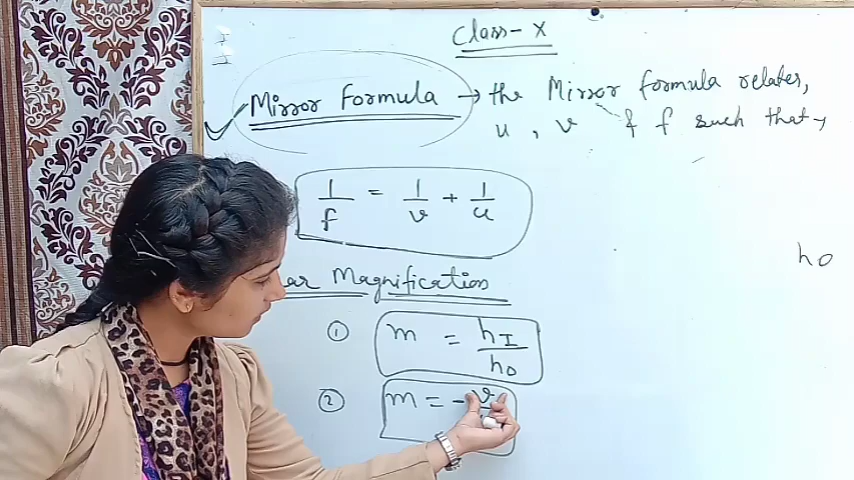 Class-X
Mirror Formula → the Mirror formula relates,
u, v & f such that →
1/f = 1/v + 1/u
ho
Magnification
① m = hI/ho
② m = -v